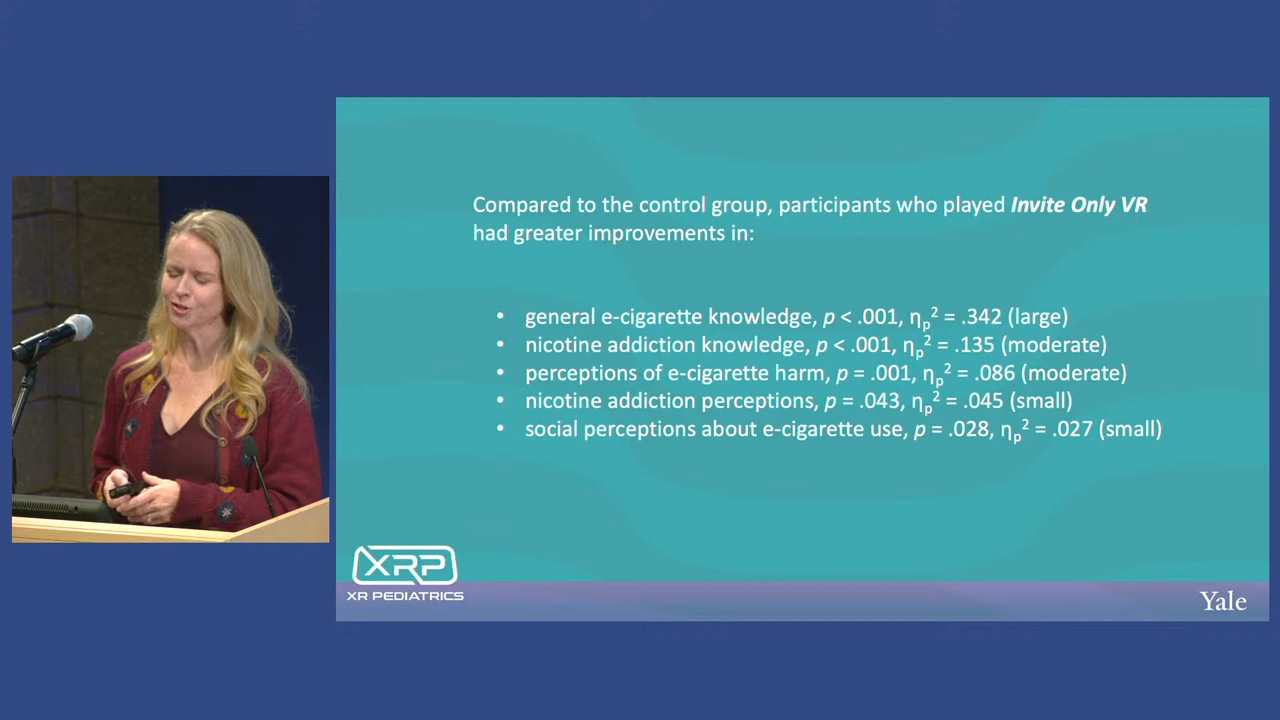 Compared to the control group, participants who played Invite Only VR
had greater improvements in:
• general e-cigarette knowledge, p < .001, ηp² = .342 (large)
• nicotine addiction knowledge, p < .001, ηp² = .135 (moderate)
• perceptions of e-cigarette harm, p = .001, ηp² = .086 (moderate)
• nicotine addiction perceptions, p = .043, ηp² = .045 (small)
• social perceptions about e-cigarette use, p = .028, ηp² = .027 (small)
XRP
XR PEDIATRICS
Yale